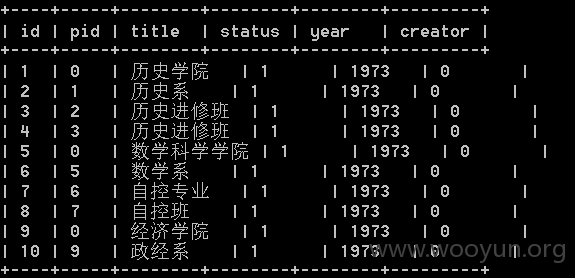 +----+-----+--------+--------+------+---------+
| id | pid | title | status | year | creator |
+----+-----+--------+--------+------+---------+
| 1 | 0 | 历史学院 | 1 | 1973 | 0 |
| 2 | 1 | 历史系 | 1 | 1973 | 0 |
| 3 | 2 | 历史进修班 | 1 | 1973 | 0 |
| 4 | 3 | 历史进修班 | 1 | 1973 | 0 |
| 5 | 0 | 数学科学学院 | 1 | 1973 | 0 |
| 6 | 5 | 数学系 | 1 | 1973 | 0 |
| 7 | 6 | 自控专业 | 1 | 1973 | 0 |
| 8 | 7 | 自控班 | 1 | 1973 | 0 |
| 9 | 0 | 经济学院 | 1 | 1973 | 0 |
| 10 | 9 | 政经系 | 1 | 1973 | 0 |
+----+-----+--------+--------+------+---------+
www.wooyun.org